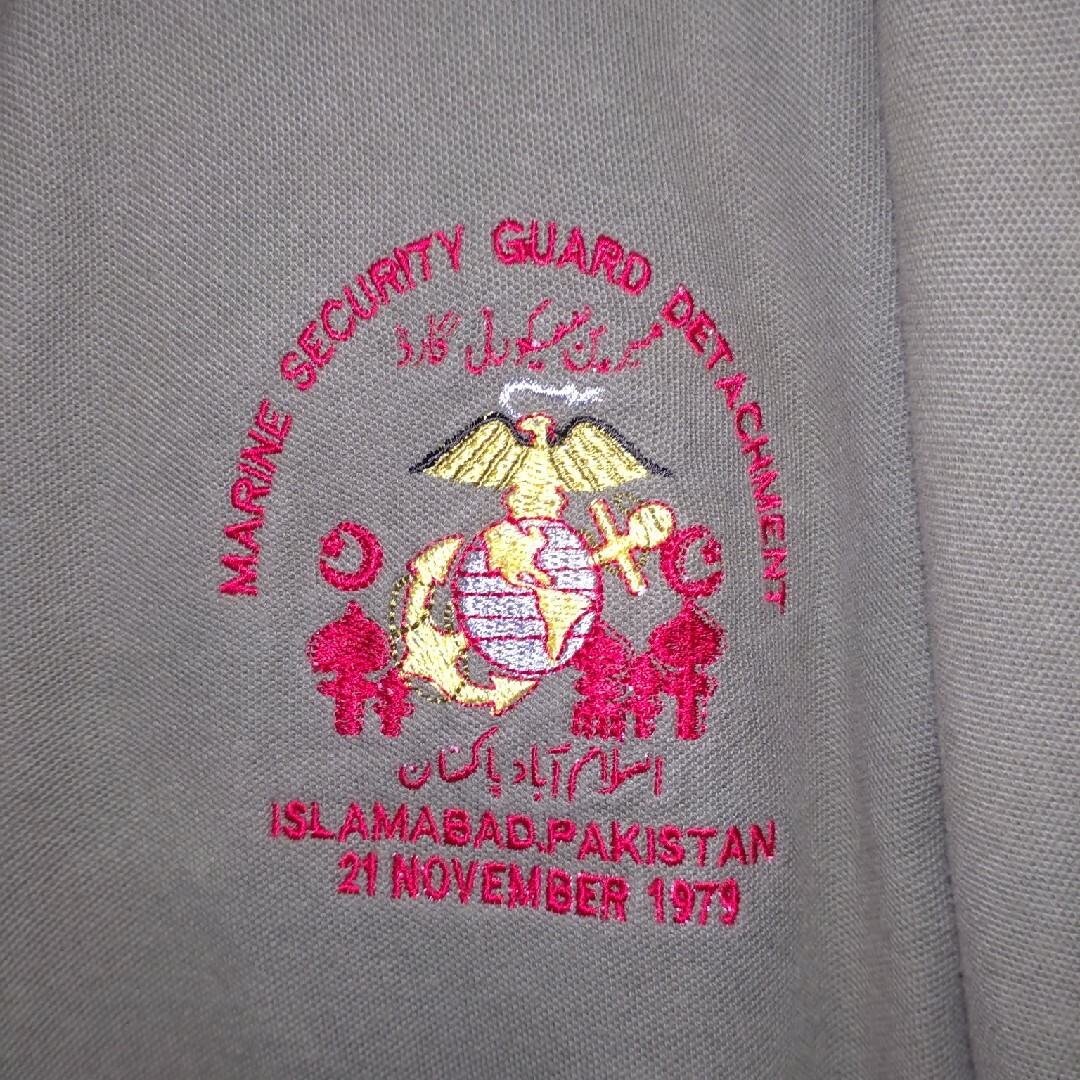 MARINE SECURITY GUARD DETACHMENT
میرین سیکورٹی گارڈ
اسلام آباد پاکستان
ISLAMABAD, PAKISTAN
21 NOVEMBER 1979